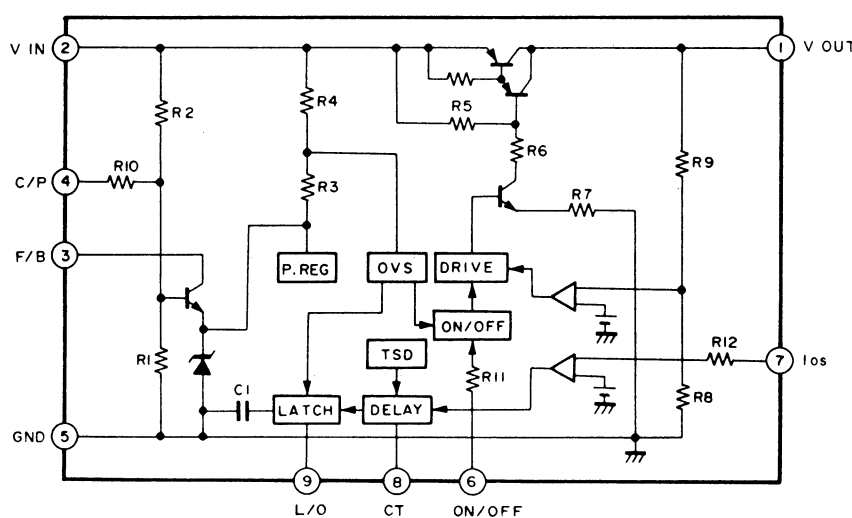 V IN
2
1
V OUT
R2
R4
R5
R6
R9
R10
C/P
4
R3
R7
F/B
3
P.REG
OVS
DRIVE
ON/OFF
R1
TSD
R11
R12
7
Ios
C1
LATCH
DELAY
R8
GND
5
9
8
6
L/O
CT
ON/OFF